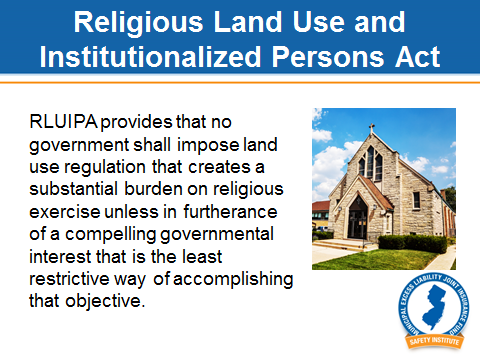 Religious Land Use and
Institutionalized Persons Act
RLUIPA provides that no
government shall impose land
use regulation that creates a
substantial burden on religious
exercise unless in furtherance
of a compelling governmental
interest that is the least
restrictive way of accomplishing
that objective.
MUNICIPAL EXCESS LIABILITY JOINT INSURANCE FUND
SAFETY INSTITUTE